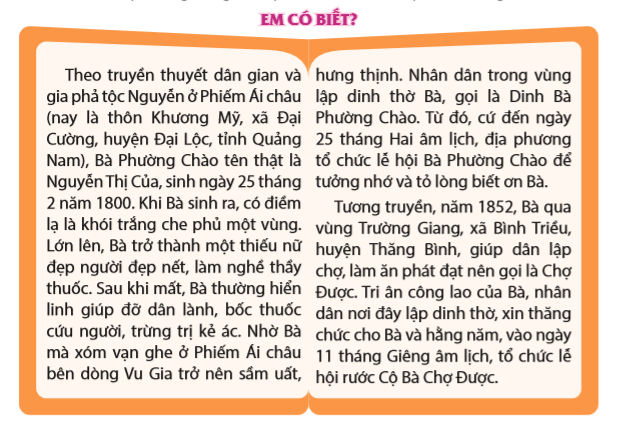 EM CÓ BIẾT?
Theo truyền thuyết dân gian và
gia phả tộc Nguyễn ở Phiếm Ái châu
(nay là thôn Khương Mỹ, xã Đại
Cường, huyện Đại Lộc, tỉnh Quảng
Nam), Bà Phường Chào tên thật là
Nguyễn Thị Của, sinh ngày 25 tháng
2 năm 1800. Khi Bà sinh ra, có điềm
lạ là khói trắng che phủ một vùng.
Lớn lên, Bà trở thành một thiếu nữ
đẹp người đẹp nết, làm nghề thầy
thuốc. Sau khi mất, Bà thường hiển
linh giúp đỡ dân lành, bốc thuốc
cứu người, trừng trị kẻ ác. Nhờ Bà
mà xóm vạn ghe ở Phiếm Ái châu
bên dòng Vu Gia trở nên sầm uất,
hưng thịnh. Nhân dân trong vùng
lập dinh thờ Bà, gọi là Dinh Bà
Phường Chào. Từ đó, cứ đến ngày
25 tháng Hai âm lịch, địa phương
tổ chức lễ hội Bà Phường Chào để
tưởng nhớ và tỏ lòng biết ơn Bà.
Tương truyền, năm 1852, Bà qua
vùng Trường Giang, xã Bình Triều,
huyện Thăng Bình, giúp dân lập
chợ, làm ăn phát đạt nên gọi là Chợ
Được. Tri ân công lao của Bà, nhân
dân nơi đây lập dinh thờ, xin thăng
chức cho Bà và hằng năm, vào ngày
11 tháng Giêng âm lịch, tổ chức lễ
hội rước Cộ Bà Chợ Được.